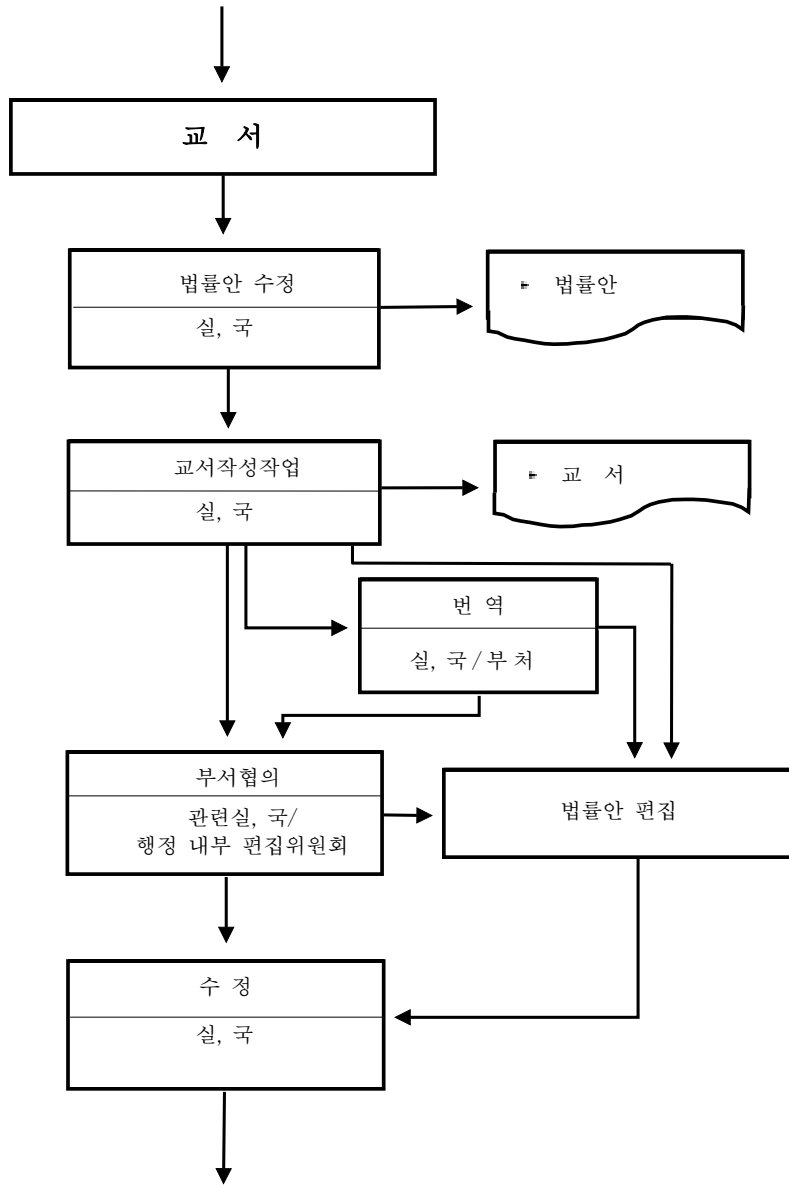 교 서
법률안 수정
실, 국
법률안
교서작성작업
실, 국
교 서
번 역
실, 국 / 부 처
부서협의
관련실, 국/
행정 내부 편집위원회
법률안 편집
수 정
실, 국